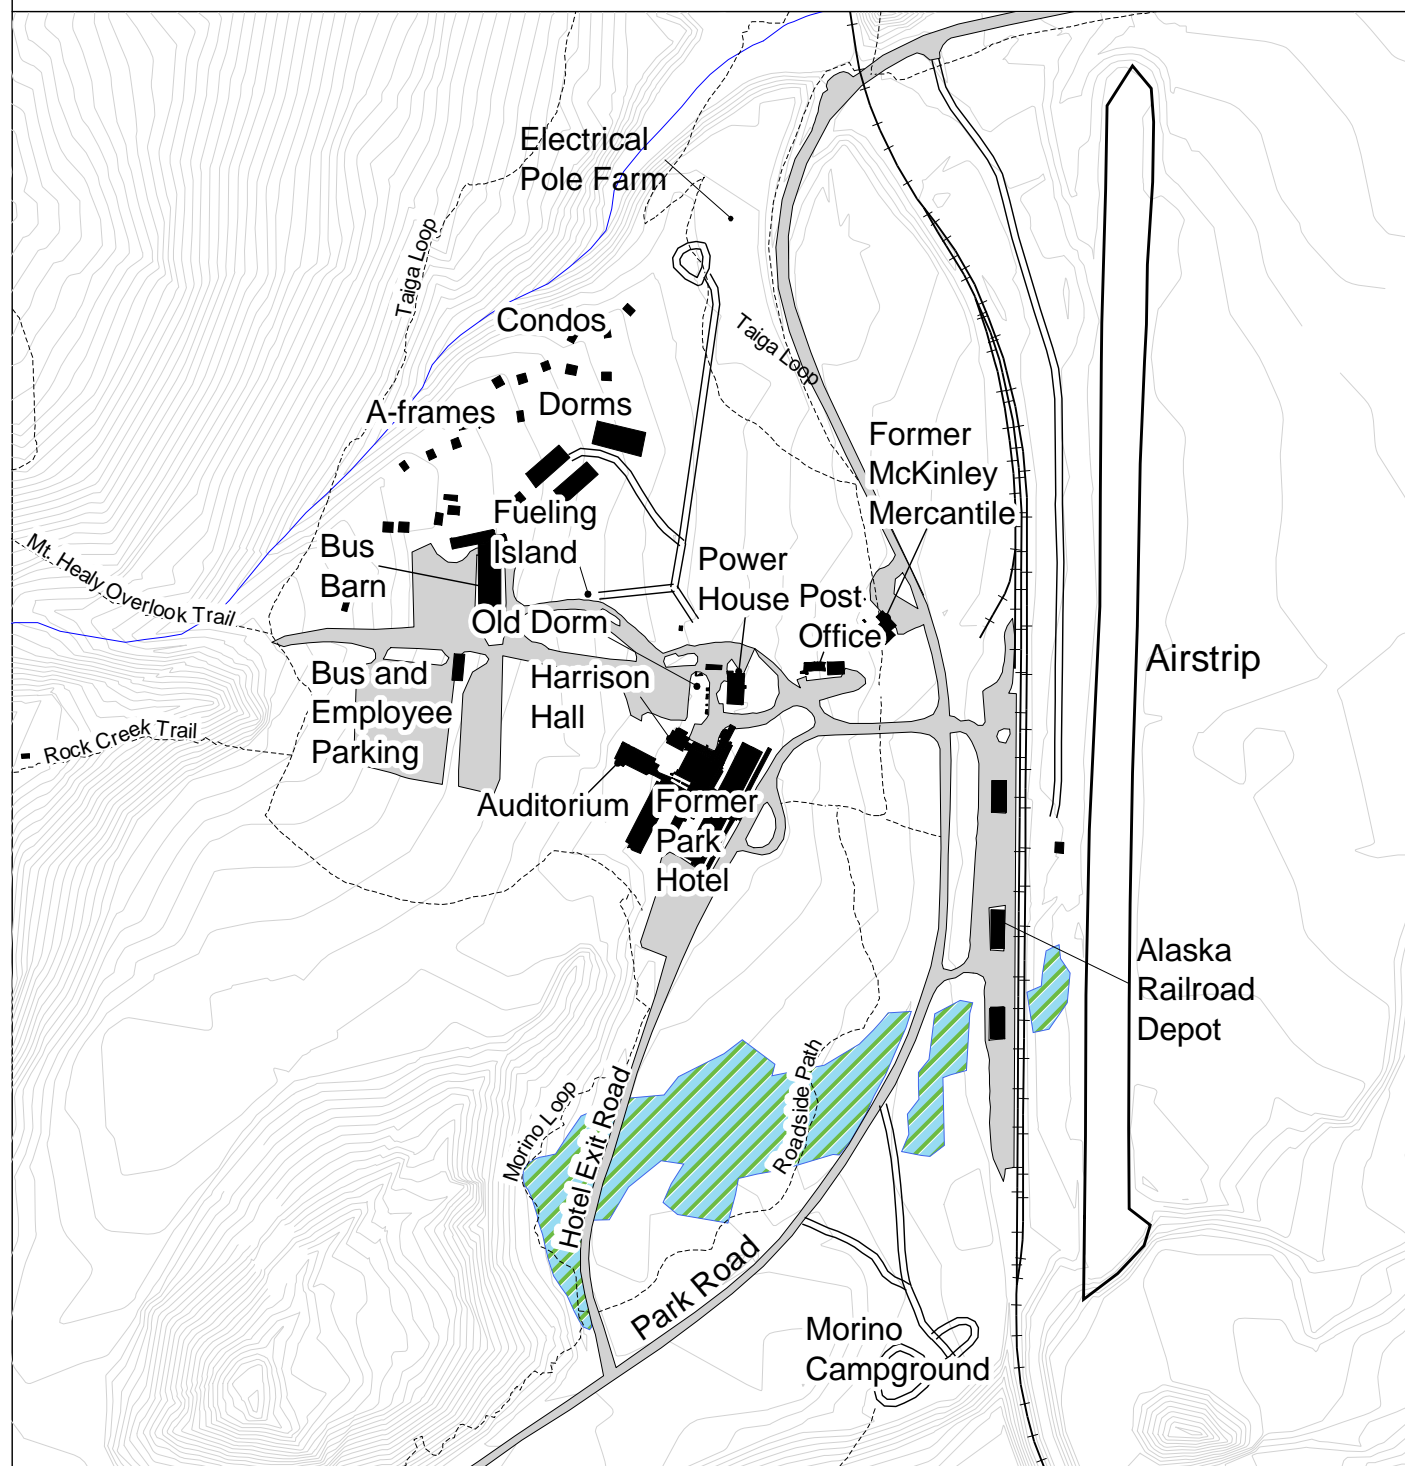 Electrical
Pole Farm
Taiga Loop
Condos
Taiga Loop
A-frames
Dorms
Former
McKinley
Mercantile
Fueling
Island
Bus
Barn
Power
House
Post
Office
Mt. Healy Overlook Trail
Old Dorm
Airstrip
Bus and
Employee
Parking
Harrison
Hall
Rock Creek Trail
Auditorium
Former
Park
Hotel
Alaska
Railroad
Depot
Morino Loop
Hotel Exit Road
Roadside Path
Park Road
Morino
Campground